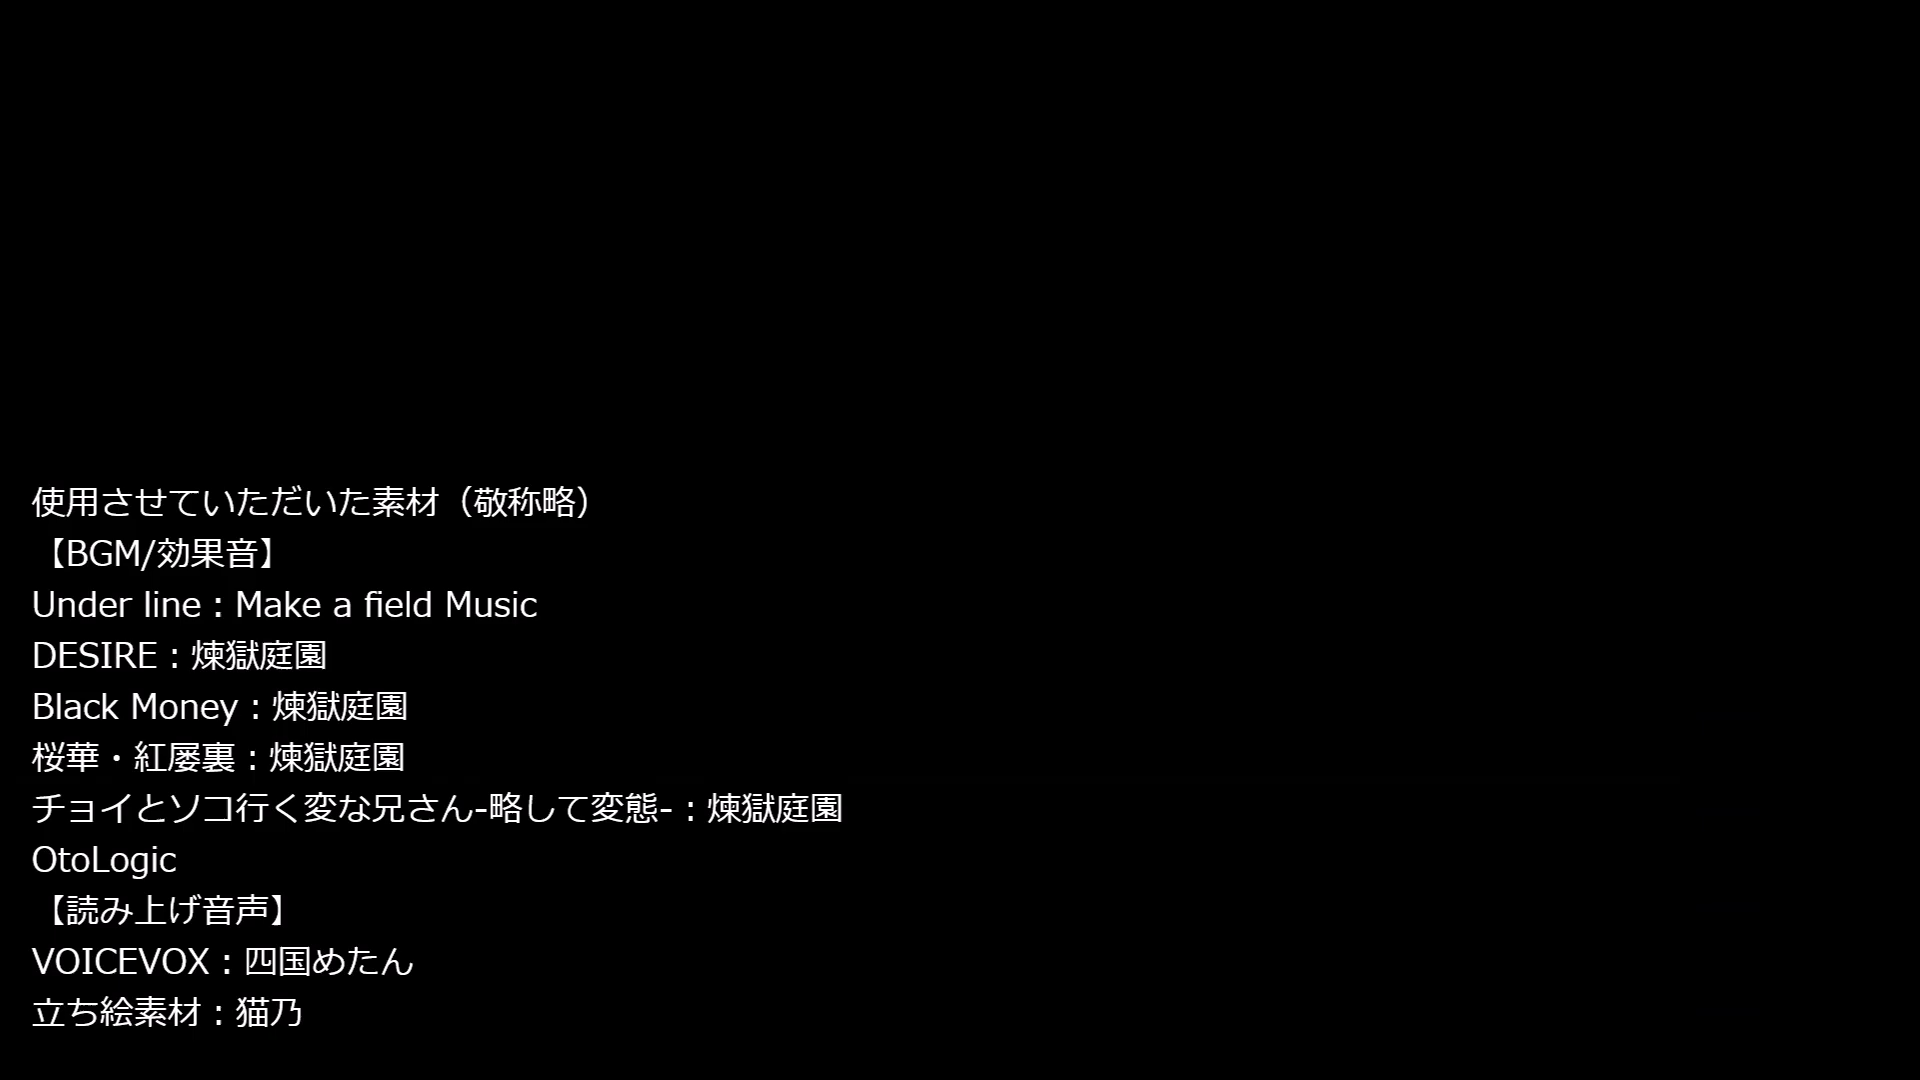 使用させていただいた素材（敬称略）
【BGM/効果音】
Under line：Make a field Music
DESIRE：煉獄庭園
Black Money：煉獄庭園
桜華・紅屡裏：煉獄庭園
チョイとソコ行く変な兄さん-略して変態-：煉獄庭園
OtoLogic
【読み上げ音声】
VOICEVOX：四国めたん
立ち絵素材：猫乃